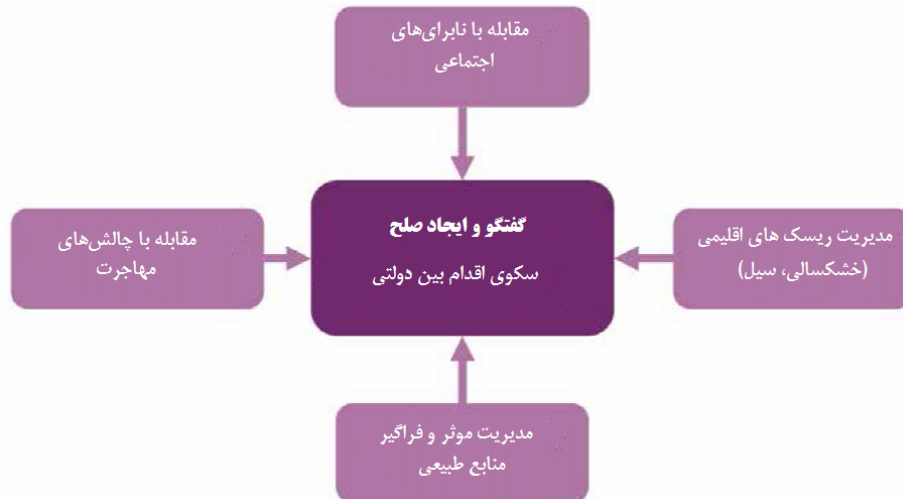 مقابله با نابرای‌های
اجتماعی
گفتگو و ایجاد صلح
سکوی اقدام بین دولتی
مدیریت ریسک های اقلیمی
(خشکسالی، سیل)
مقابله با چالش‌های
مهاجرت
مدیریت موثر و فراگیر
منابع طبیعی